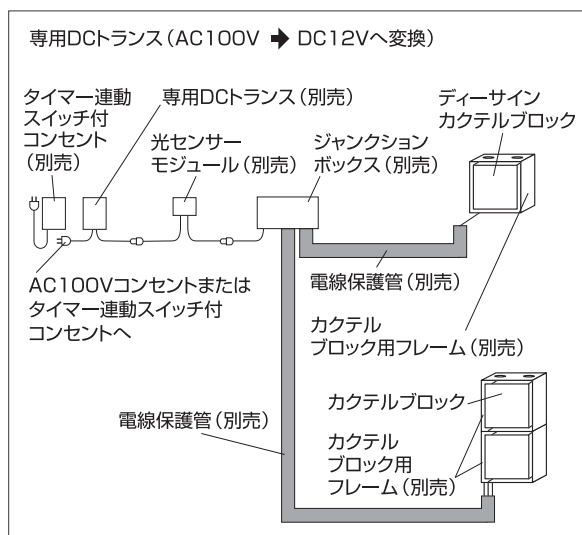 専用DCトランス(AC100V ➡ DC12Vへ変換)
タイマー連動
スイッチ付
コンセント
(別売)
専用DCトランス(別売)
光センサー
モジュール(別売)
ジャンクション
ボックス(別売)
ディーサイン
カクテルブロック
AC100Vコンセントまたは
タイマー連動スイッチ付
コンセントへ
電線保護管(別売)
カクテル
ブロック用フレーム(別売)
電線保護管(別売)
カクテルブロック
カクテル
ブロック用
フレーム(別売)